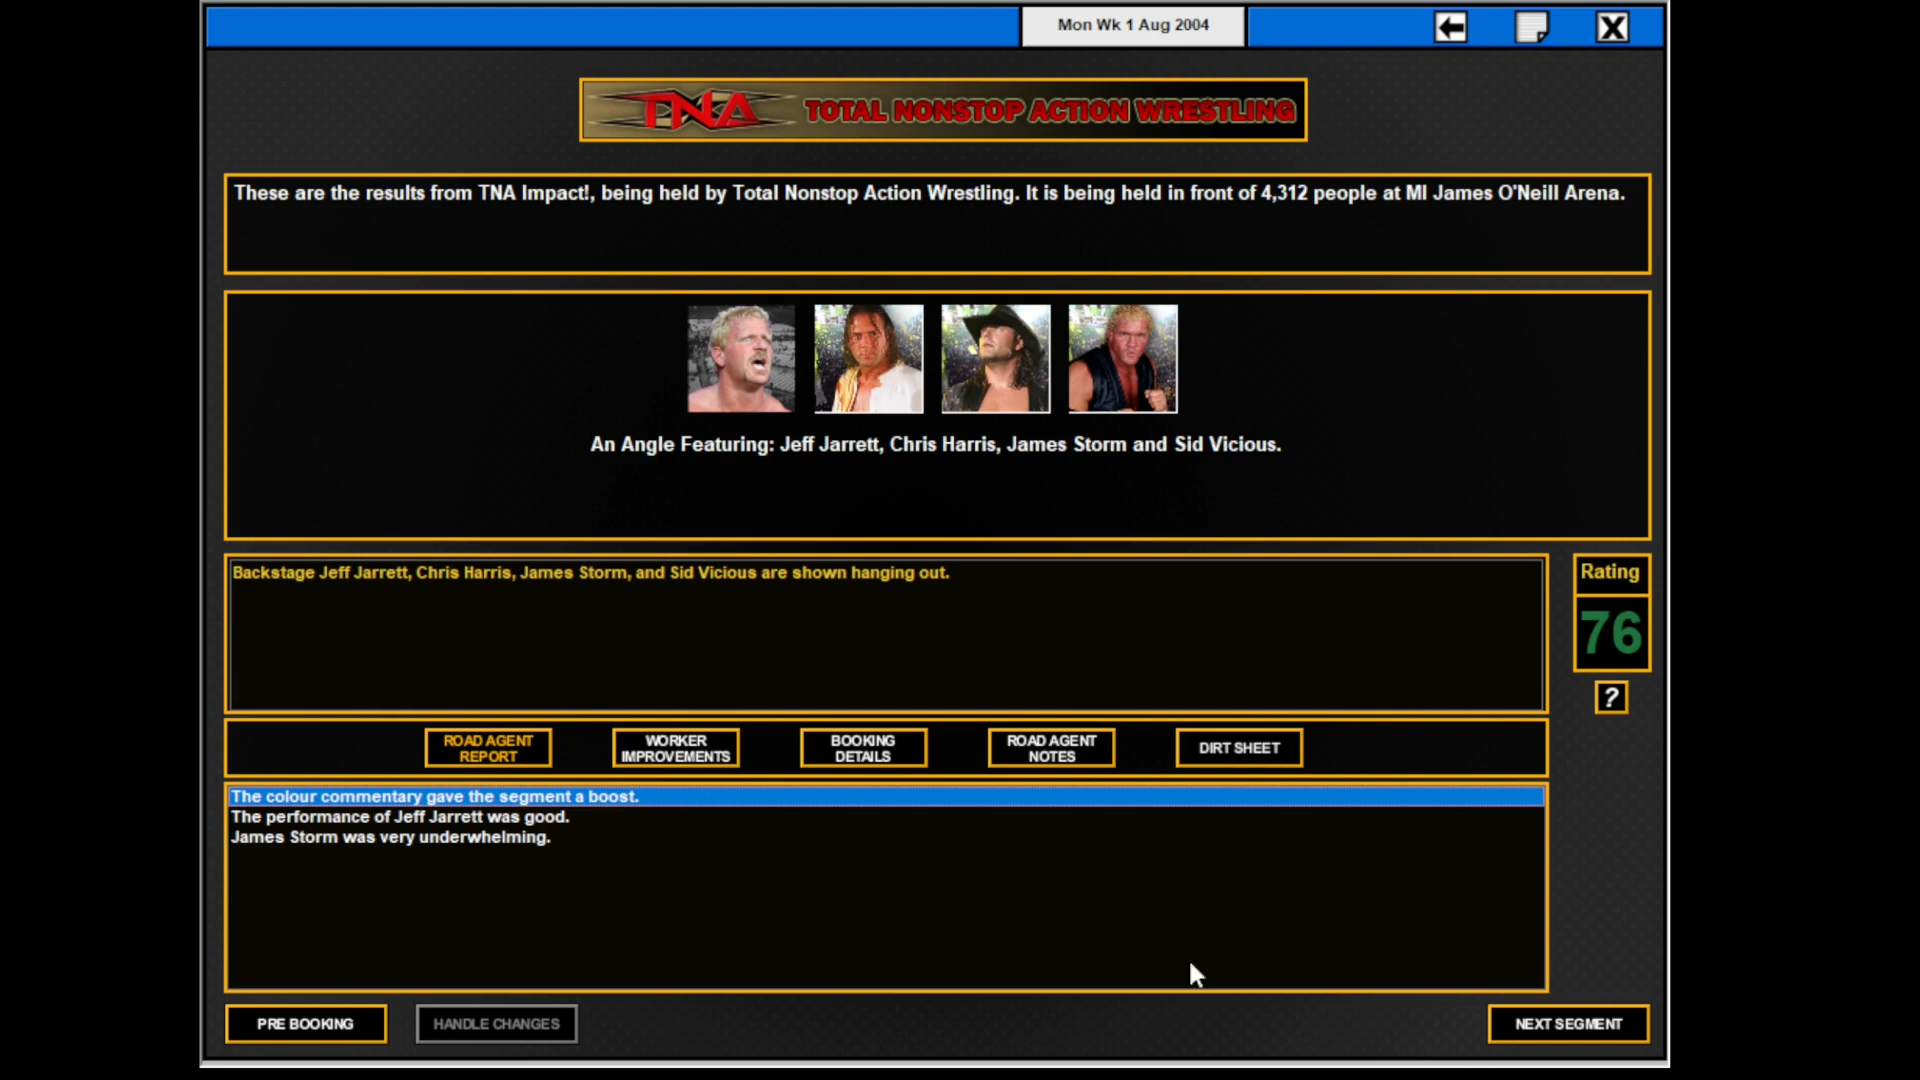 Mon Wk 1 Aug 2004
TNA TOTAL NONSTOP ACTION WRESTLING
These are the results from TNA Impact!, being held by Total Nonstop Action Wrestling. It is being held in front of 4,312 people at MI James O'Neill Arena.
An Angle Featuring: Jeff Jarrett, Chris Harris, James Storm and Sid Vicious.
Backstage Jeff Jarrett, Chris Harris, James Storm, and Sid Vicious are shown hanging out.
Rating
76
?
ROAD AGENT REPORT
WORKER IMPROVEMENTS
BOOKING DETAILS
ROAD AGENT NOTES
DIRT SHEET
The colour commentary gave the segment a boost.
The performance of Jeff Jarrett was good.
James Storm was very underwhelming.
PRE BOOKING
HANDLE CHANGES
NEXT SEGMENT